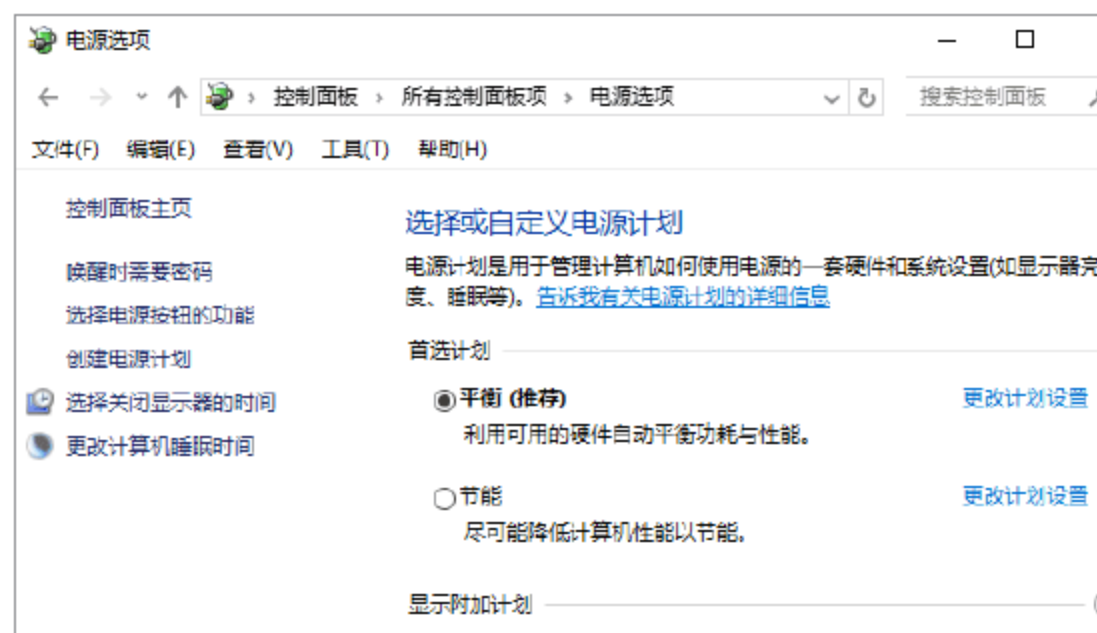 电源选项
控制面板 › 所有控制面板项 › 电源选项 搜索控制面板
文件(F) 编辑(E) 查看(V) 工具(T) 帮助(H)
控制面板主页
唤醒时需要密码
选择电源按钮的功能
创建电源计划
选择关闭显示器的时间
更改计算机睡眠时间
选择或自定义电源计划
电源计划是用于管理计算机如何使用电源的一套硬件和系统设置(如显示器亮
度、睡眠等)。告诉我有关电源计划的详细信息
首选计划
平衡 (推荐) 更改计划设置
利用可用的硬件自动平衡功耗与性能。
节能 更改计划设置
尽可能降低计算机性能以节能。
显示附加计划